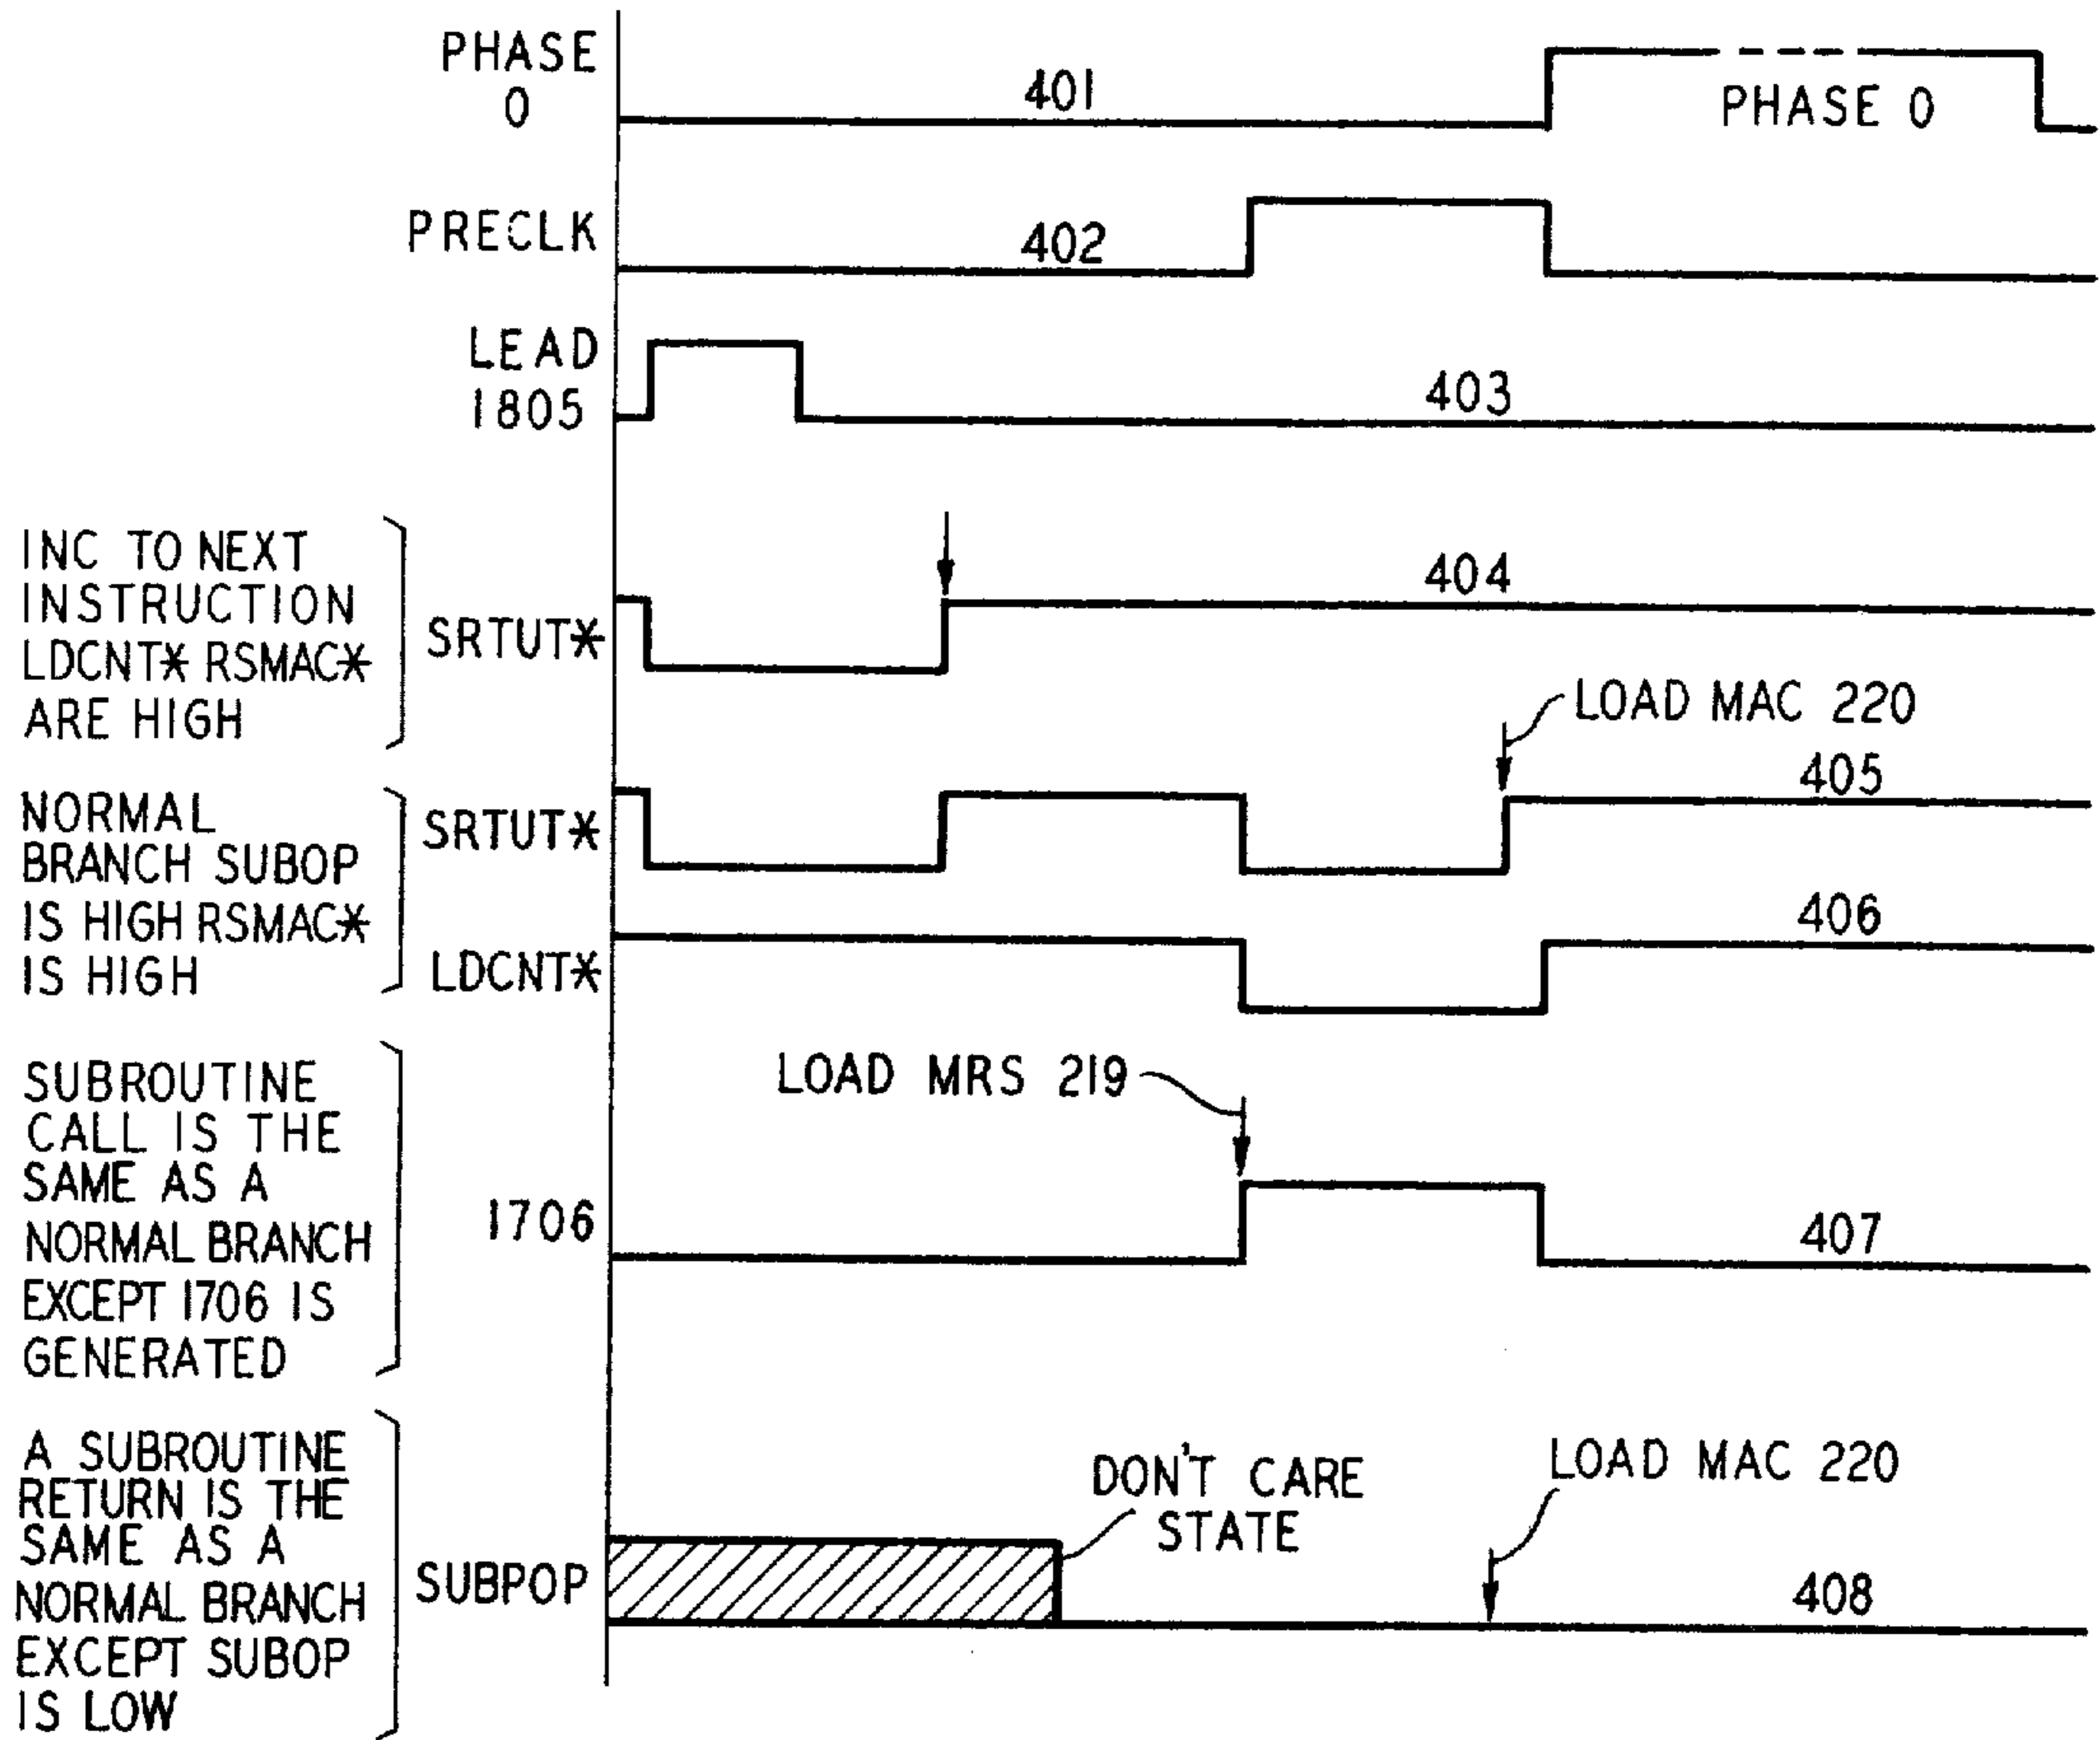 PHASE
0
401
PHASE 0
PRECLK
402
LEAD
1805
403
INC TO NEXT
INSTRUCTION
LDCNT* RSMAC*
ARE HIGH
SRTUT*
404
LOAD MAC 220
NORMAL
BRANCH SUBOP
IS HIGH RSMAC*
IS HIGH
SRTUT*
405
LDCNT*
406
SUBROUTINE
CALL IS THE
SAME AS A
NORMAL BRANCH
EXCEPT 1706 IS
GENERATED
LOAD MRS 219
1706
407
A SUBROUTINE
RETURN IS THE
SAME AS A
NORMAL BRANCH
EXCEPT SUBOP
IS LOW
SUBPOP
DON'T CARE
STATE
LOAD MAC 220
408